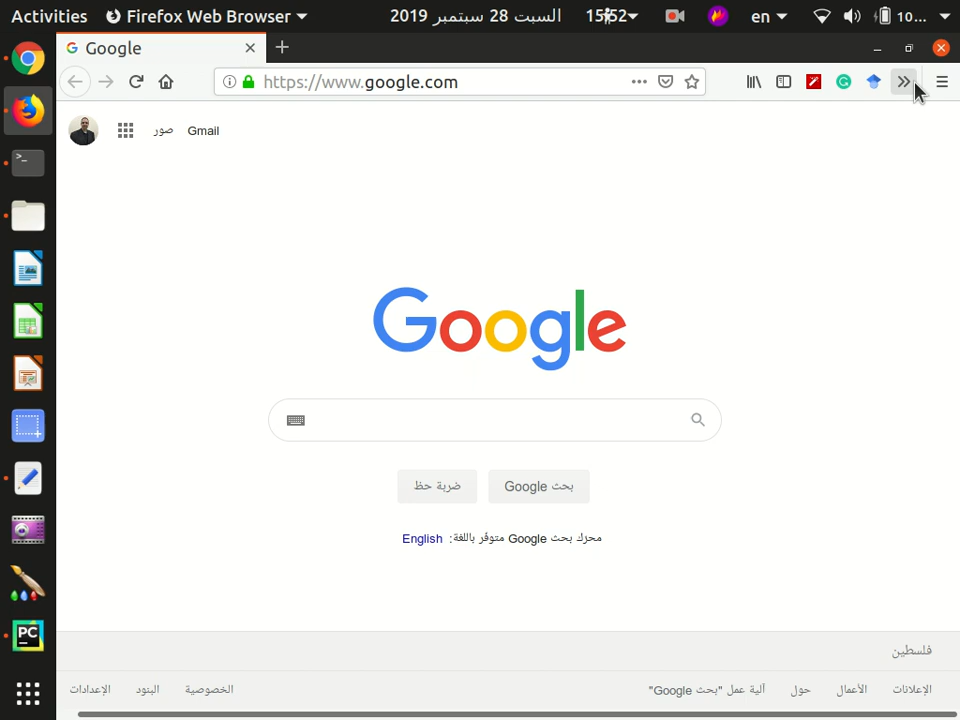 Activities
Firefox Web Browser
السبت 28 سبتمبر 2019
15:52
en
10...
Google
https://www.google.com
صور
Gmail
Google
ضربة حظ
بحث Google
محرك بحث Google متوفّر باللغة: English
فلسطين
الإعلانات
الأعمال
حول
آلية عمل "بحث Google"
الخصوصية
البنود
الإعدادات
PC